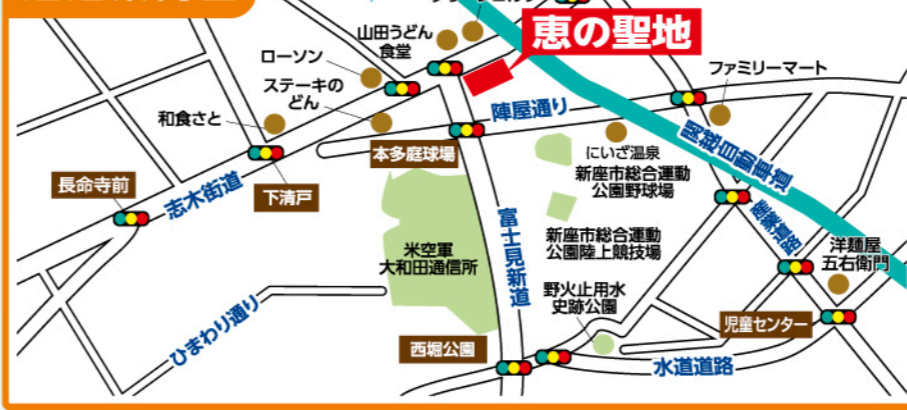 山田うどん
食堂
恵の聖地
ローソン
ステーキの
どん
ファミリーマート
和食さと
陣屋通り
本多庭球場
にいざ温泉
関越自動車道
新座市総合運動
公園野球場
長命寺前
志木街道
下清戸
富士見新道
産業道路
米空軍
大和田通信所
新座市総合運動
公園陸上競技場
洋麺屋
五右衛門
野火止用水
史跡公園
児童センター
ひまわり通り
西堀公園
水道道路